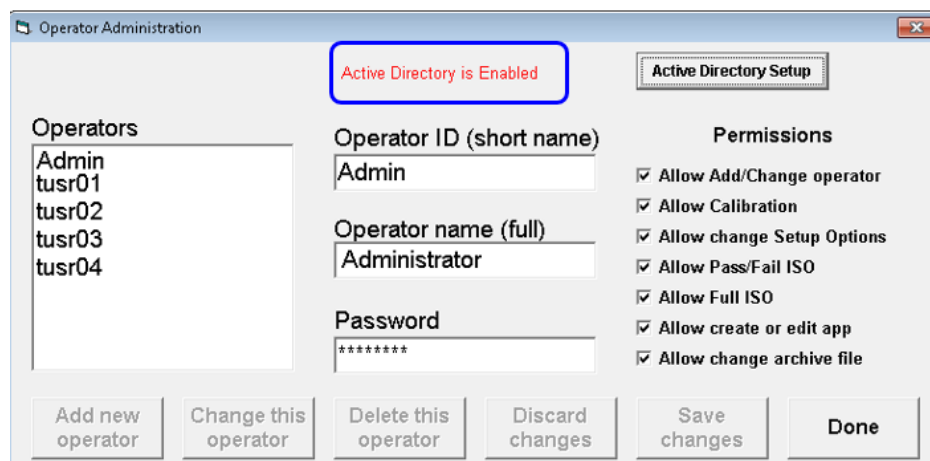 Operator Administration
Active Directory is Enabled
Active Directory Setup
Operators
Admin
tusr01
tusr02
tusr03
tusr04
Operator ID (short name)
Admin
Operator name (full)
Administrator
Password
********
Permissions
Allow Add/Change operator
Allow Calibration
Allow change Setup Options
Allow Pass/Fail ISO
Allow Full ISO
Allow create or edit app
Allow change archive file
Add new
operator
Change this
operator
Delete this
operator
Discard
changes
Save
changes
Done